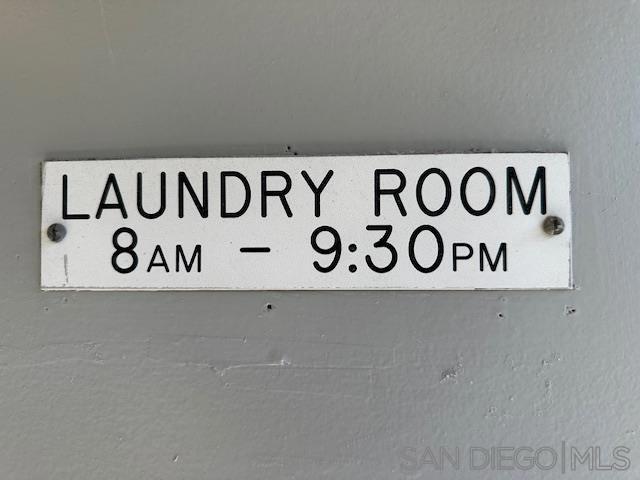 LAUNDRY ROOM
8AM – 9:30PM
SAN DIEGO|MLS